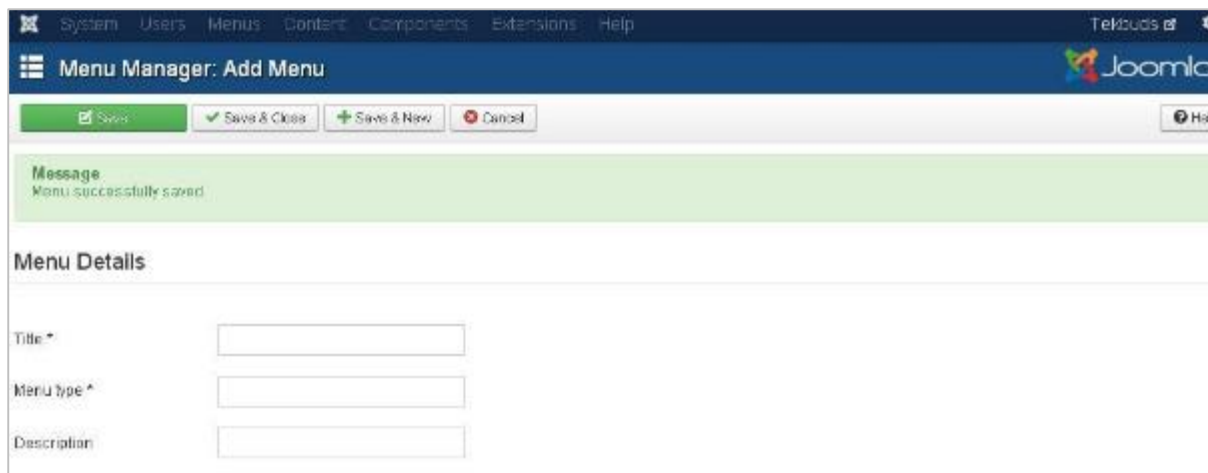 System Users Menus Content Components Extensions Help Tekbuds
Menu Manager: Add Menu Joomla
Save Save & Close Save & New Cancel He
Message
Menu successfully saved
Menu Details
Title *
Menu type *
Description